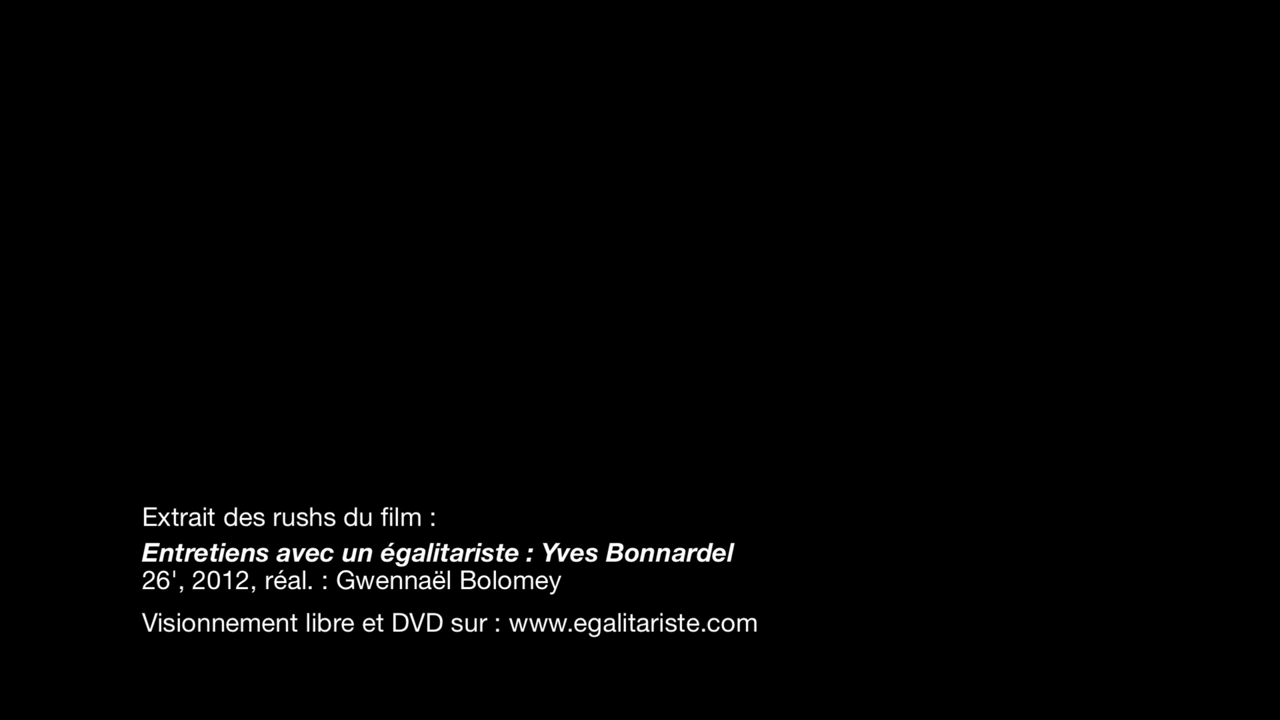 Extrait des rushs du film :
Entretiens avec un égalitariste : Yves Bonnardel
26', 2012, réal. : Gwennaël Bolomey
Visionnement libre et DVD sur : www.egalitariste.com